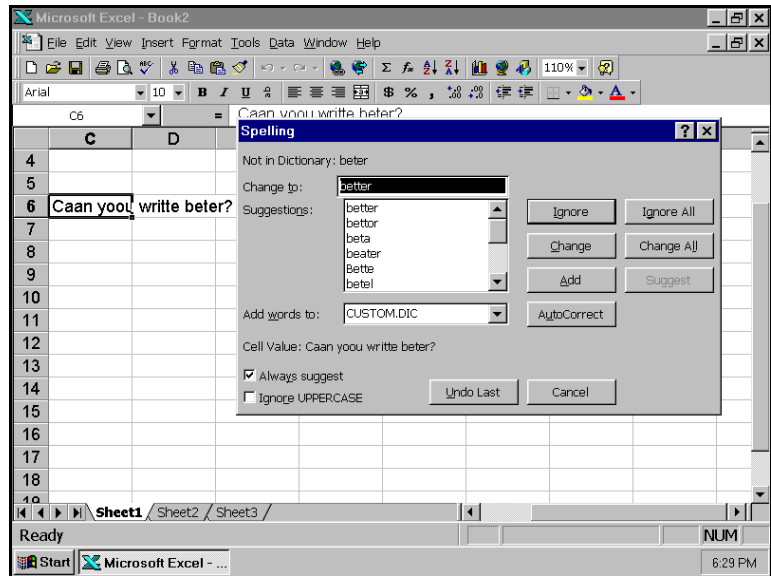 Microsoft Excel - Book2
File Edit View Insert Format Tools Data Window Help
110%
Arial 10 B I U $ % ,
C6 = Caan yoou writte beter?
C D
4
5
6 Caan yoou writte beter?
7
8
9
10
11
12
13
14
15
16
17
18
19
Spelling
Not in Dictionary: beter
Change to: better
Suggestions:
better
bettor
beta
beater
Bette
betel
Ignore Ignore All
Change Change All
Add Suggest
Add words to: CUSTOM.DIC AutoCorrect
Cell Value: Caan yoou writte beter?
Always suggest
Ignore UPPERCASE
Undo Last Cancel
Sheet1 Sheet2 Sheet3
Ready NUM
Start Microsoft Excel - ... 6:29 PM